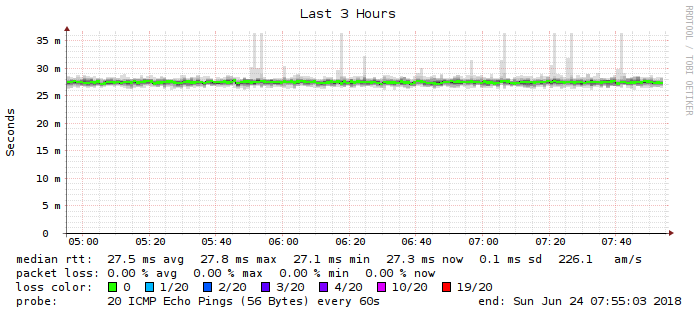 Last 3 Hours
RRDTOOL / TOBI OETIKER
Seconds
35 m
30 m
25 m
20 m
15 m
10 m
5 m
0
05:00 05:20 05:40 06:00 06:20 06:40 07:00 07:20 07:40
median rtt: 27.5 ms avg 27.8 ms max 27.1 ms min 27.3 ms now 0.1 ms sd 226.1 am/s
packet loss: 0.00 % avg 0.00 % max 0.00 % min 0.00 % now
loss color: 0 1/20 2/20 3/20 4/20 10/20 19/20
probe: 20 ICMP Echo Pings (56 Bytes) every 60s end: Sun Jun 24 07:55:03 2018